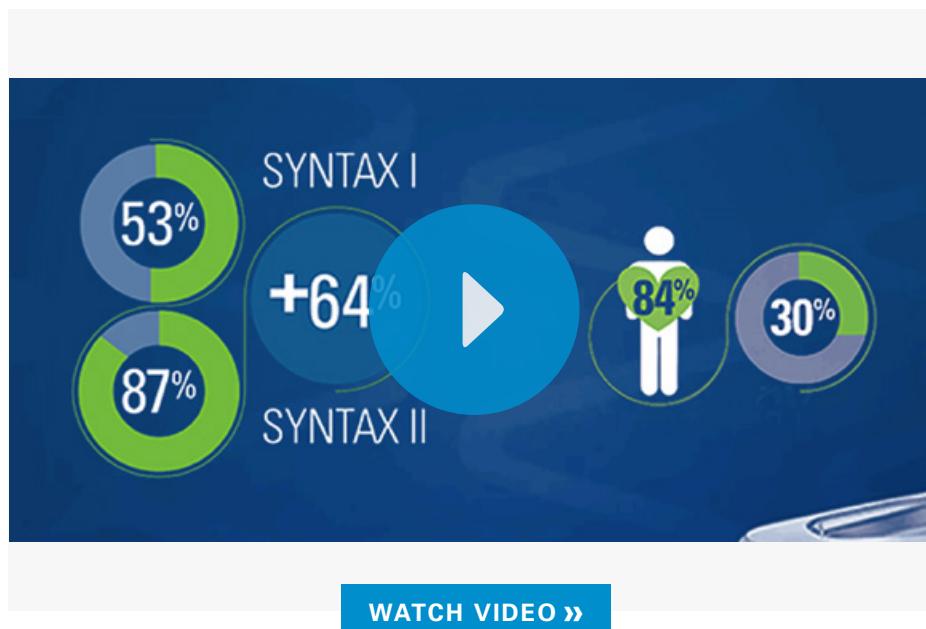 53%
SYNTAX I
+64%
87%
SYNTAX II
84%
30%
WATCH VIDEO »